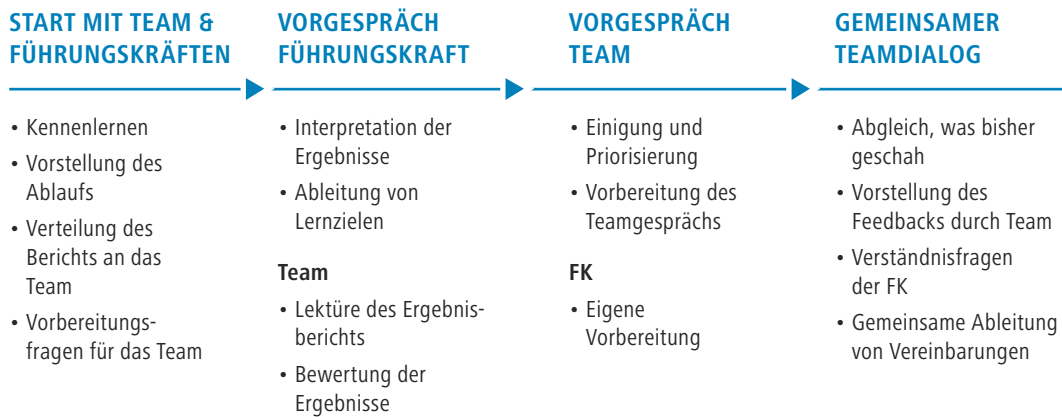 START MIT TEAM &
FÜHRUNGSKRÄFTEN
• Kennenlernen
• Vorstellung des
Ablaufs
• Verteilung des
Berichts an das
Team
• Vorbereitungs-
fragen für das Team
VORGESPRÄCH
FÜHRUNGSKRAFT
• Interpretation der
Ergebnisse
• Ableitung von
Lernzielen
Team
• Lektüre des Ergebnis-
berichts
• Bewertung der
Ergebnisse
VORGESPRÄCH
TEAM
• Einigung und
Priorisierung
• Vorbereitung des
Teamgesprächs
FK
• Eigene
Vorbereitung
GEMEINSAMER
TEAMDIALOG
• Abgleich, was bisher
geschah
• Vorstellung des
Feedbacks durch Team
• Verständnisfragen
der FK
• Gemeinsame Ableitung
von Vereinbarungen